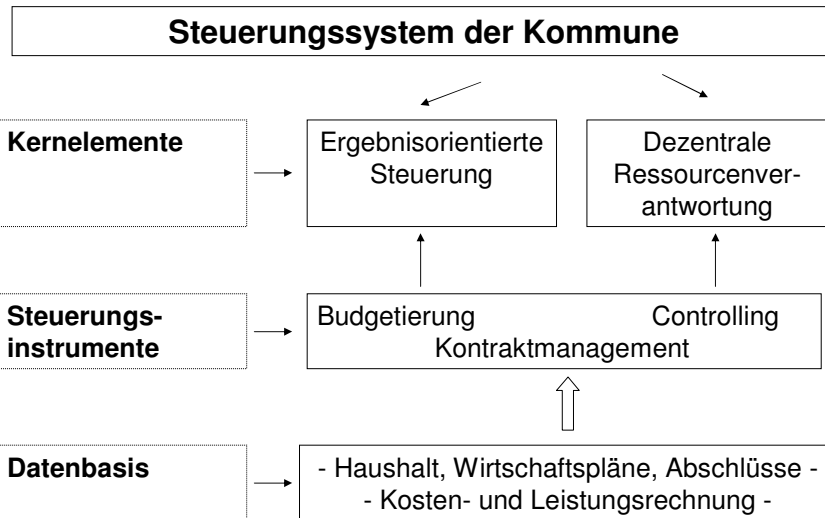 Steuerungssystem der Kommune
Kernelemente
Ergebnisorientierte
Steuerung
Dezentrale
Ressourcenver-
antwortung
Steuerungs-
instrumente
Budgetierung Controlling
Kontraktmanagement
Datenbasis
- Haushalt, Wirtschaftspläne, Abschlüsse -
- Kosten- und Leistungsrechnung -